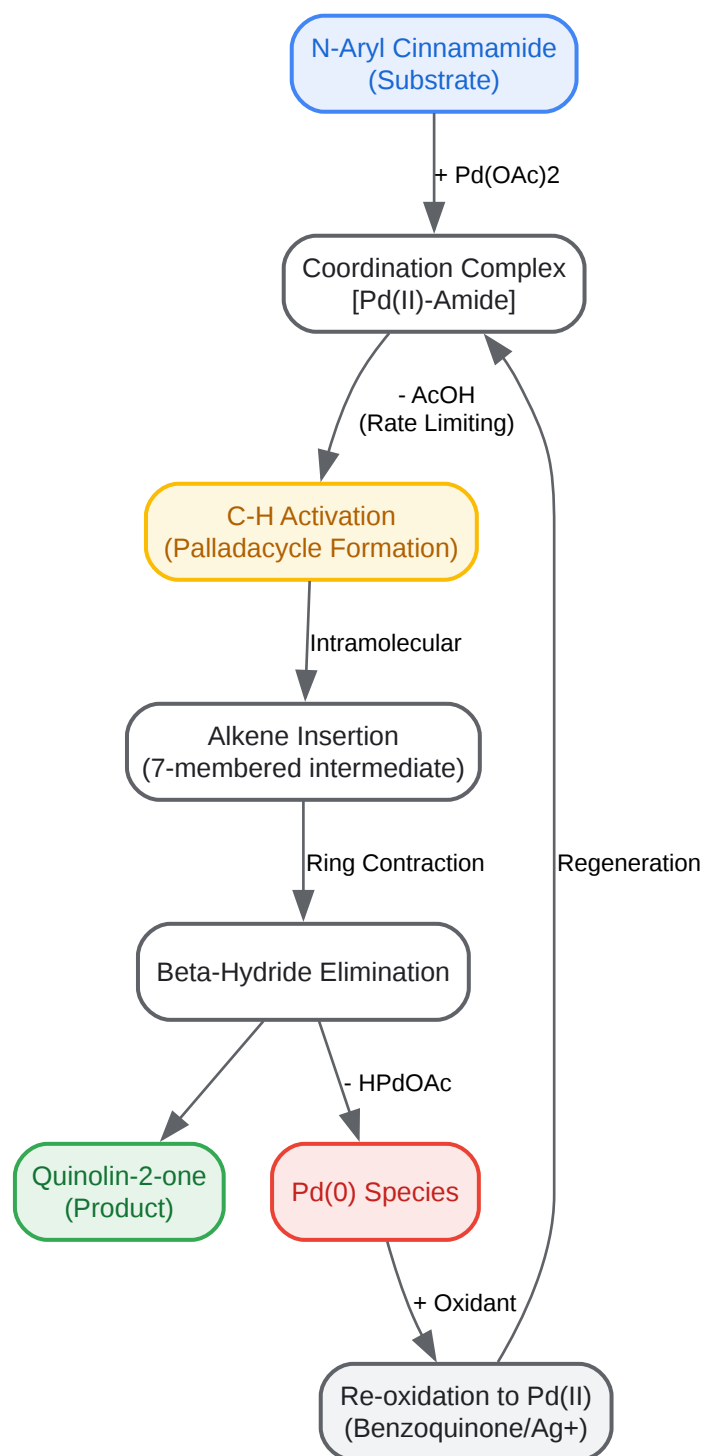 N-Aryl Cinnamamide
(Substrate)
+ Pd(OAc)2
Coordination Complex
[Pd(II)-Amide]
- AcOH
(Rate Limiting)
C-H Activation
(Palladacycle Formation)
Intramolecular
Alkene Insertion
(7-membered intermediate)
Ring Contraction
Regeneration
Beta-Hydride Elimination
- HPdOAc
Quinolin-2-one
(Product)
Pd(0) Species
+ Oxidant
Re-oxidation to Pd(II)
(Benzoquinone/Ag+)